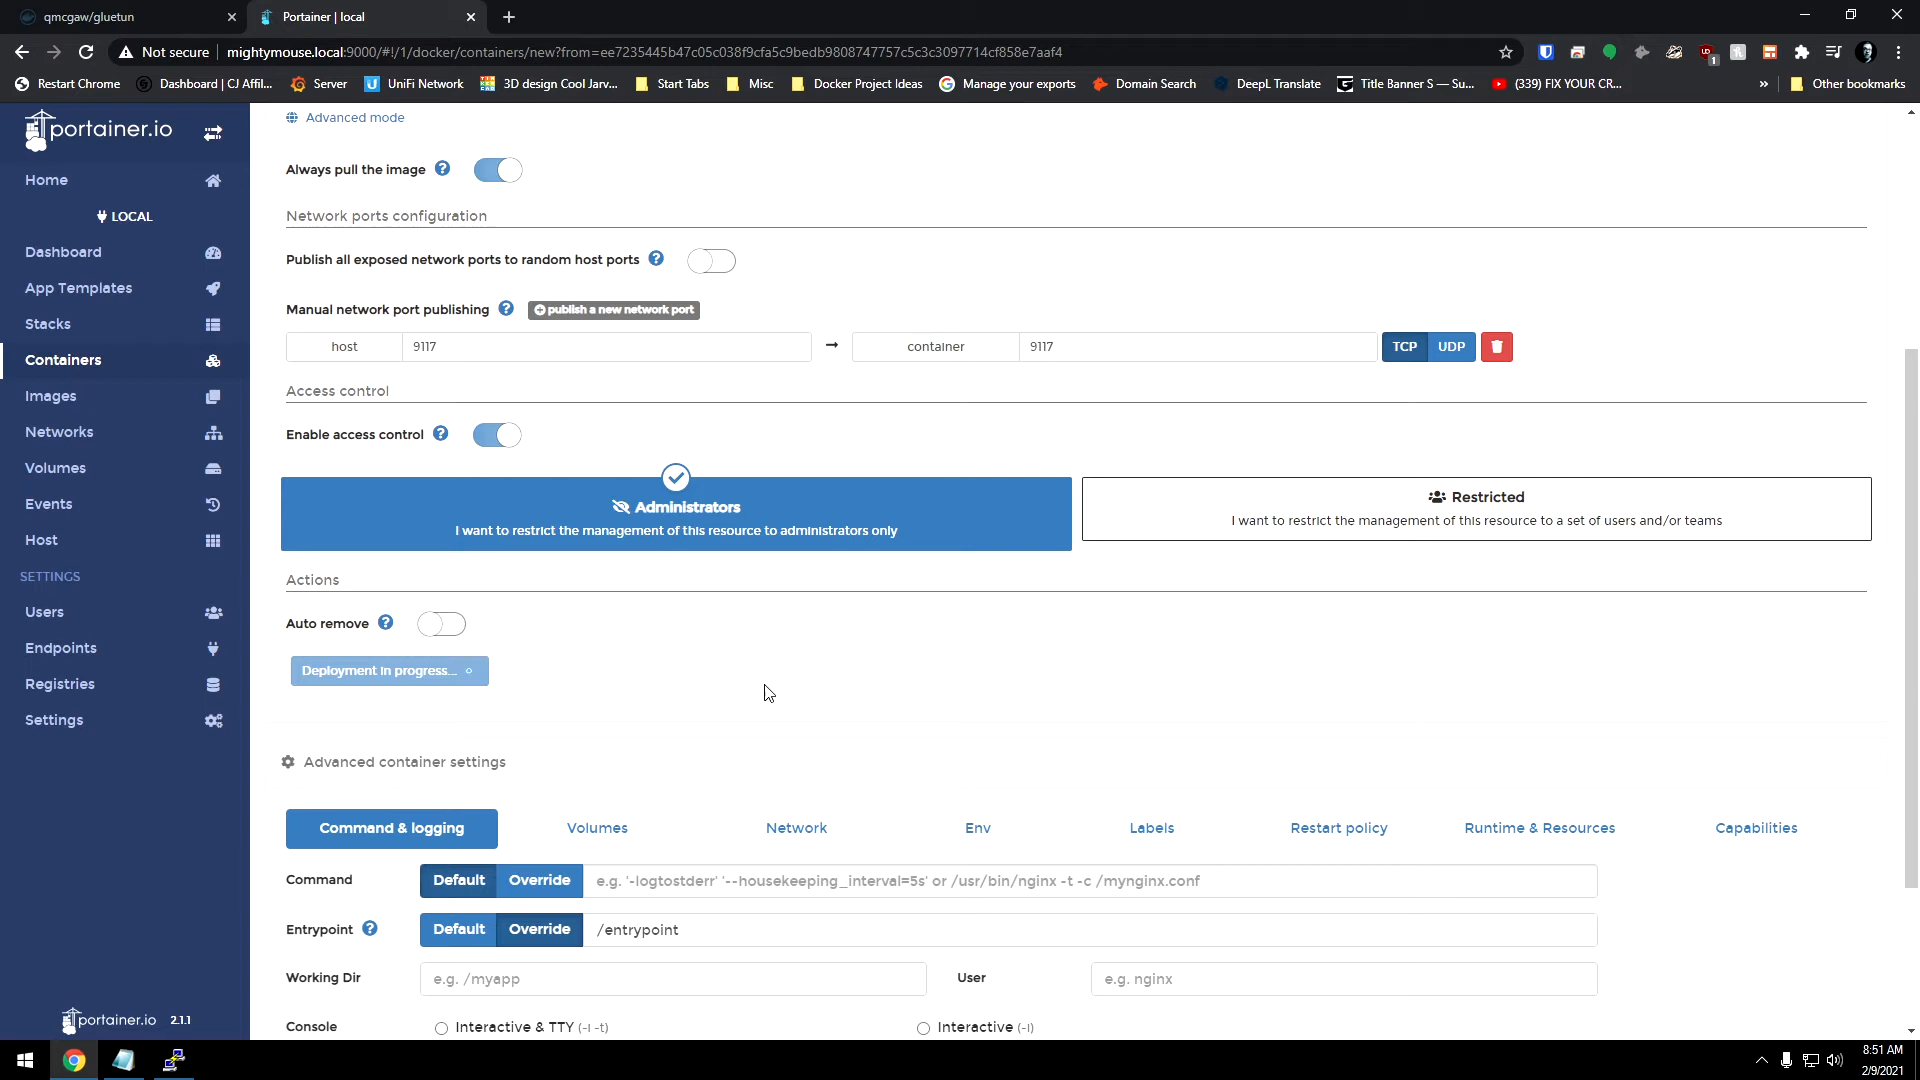 qmcgaw/gluetun
Portainer | local
Not secure
mightymouse.local:9000/#!/1/docker/containers/new?from=ee7235445b47c05c038f9cfa5c9bedb9808747757c5c3c3097714cf858e7aaf4
1
Restart Chrome
Dashboard | CJ Affil...
Server
UniFi Network
3D design Cool Jarv...
Start Tabs
Misc
Docker Project Ideas
Manage your exports
Domain Search
DeepL Translate
Title Banner S — Su...
(339) FIX YOUR CR...
»
Other bookmarks
portainer.io
Home
LOCAL
Dashboard
App Templates
Stacks
Containers
Images
Networks
Volumes
Events
Host
SETTINGS
Users
Endpoints
Registries
Settings
portainer.io 2.1.1
Advanced mode
Always pull the image
Network ports configuration
Publish all exposed network ports to random host ports
Manual network port publishing
publish a new network port
host 9117 → container 9117 TCP UDP
Access control
Enable access control
Administrators
I want to restrict the management of this resource to administrators only
Restricted
I want to restrict the management of this resource to a set of users and/or teams
Actions
Auto remove
Deployment in progress...
Advanced container settings
Command & logging
Volumes
Network
Env
Labels
Restart policy
Runtime & Resources
Capabilities
Command Default Override e.g. '-logtostderr' '--housekeeping_interval=5s' or /usr/bin/nginx -t -c /mynginx.conf
Entrypoint Default Override /entrypoint
Working Dir e.g. /myapp User e.g. nginx
Console Interactive & TTY (-i -t) Interactive (-i)
8:51 AM
2/9/2021